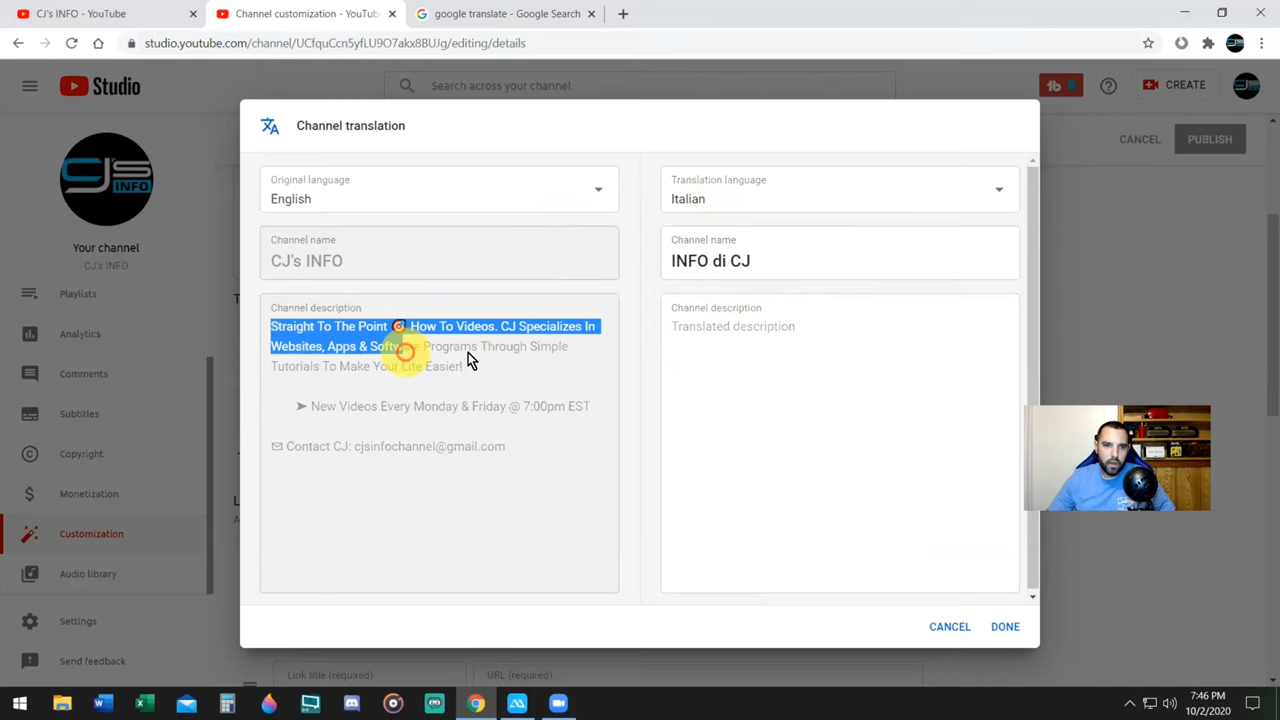 CJ's INFO - YouTube
Channel customization - YouTub
google translate - Google Search
studio.youtube.com/channel/UCfquCcn5yfLU9O7akx8BUJg/editing/details
Studio
Search across your channel
CREATE
Channel translation
CANCEL
PUBLISH
CJ'S
INFO
Your channel
CJ's INFO
Playlists
Analytics
Comments
Subtitles
Copyright
Monetization
Customization
Audio library
Settings
Send feedback
Original language
English
Translation language
Italian
Channel name
CJ's INFO
Channel name
INFO di CJ
Channel description
Straight To The Point 🎯 How To Videos. CJ Specializes In
Websites, Apps & Software Programs Through Simple
Tutorials To Make Your Life Easier!
➤ New Videos Every Monday & Friday @ 7:00pm EST
✉ Contact CJ: cjsinfochannel@gmail.com
Channel description
Translated description
CANCEL
DONE
Link title (required)
URL (required)
7:46 PM
10/2/2020